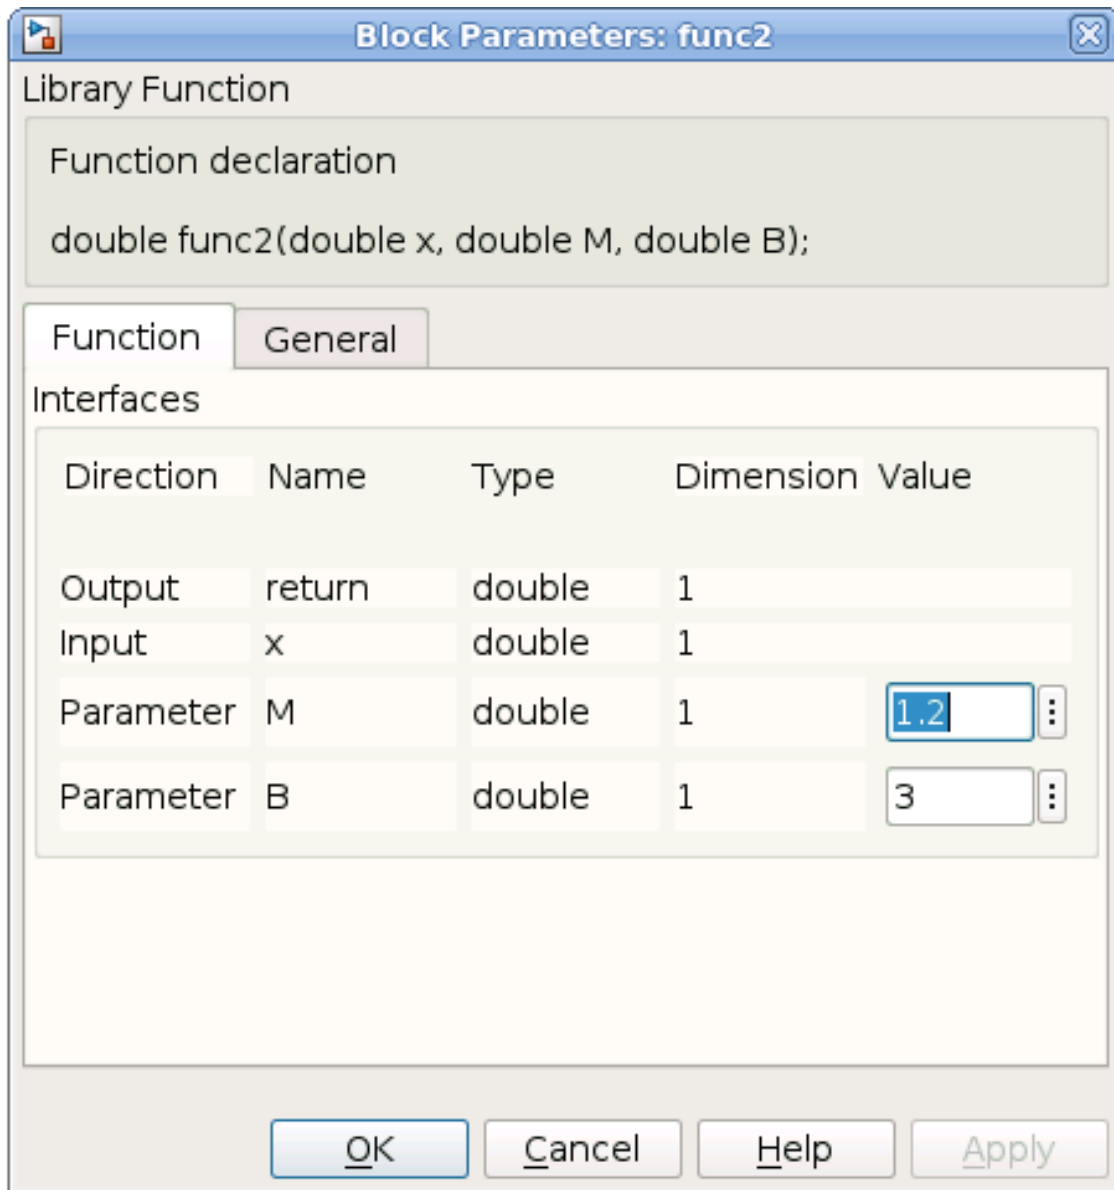 Block Parameters: func2
Library Function
Function declaration
double func2(double x, double M, double B);
Function General
Interfaces
Direction Name Type Dimension Value
Output return double 1
Input x double 1
Parameter M double 1 1.2
Parameter B double 1 3
OK Cancel Help Apply